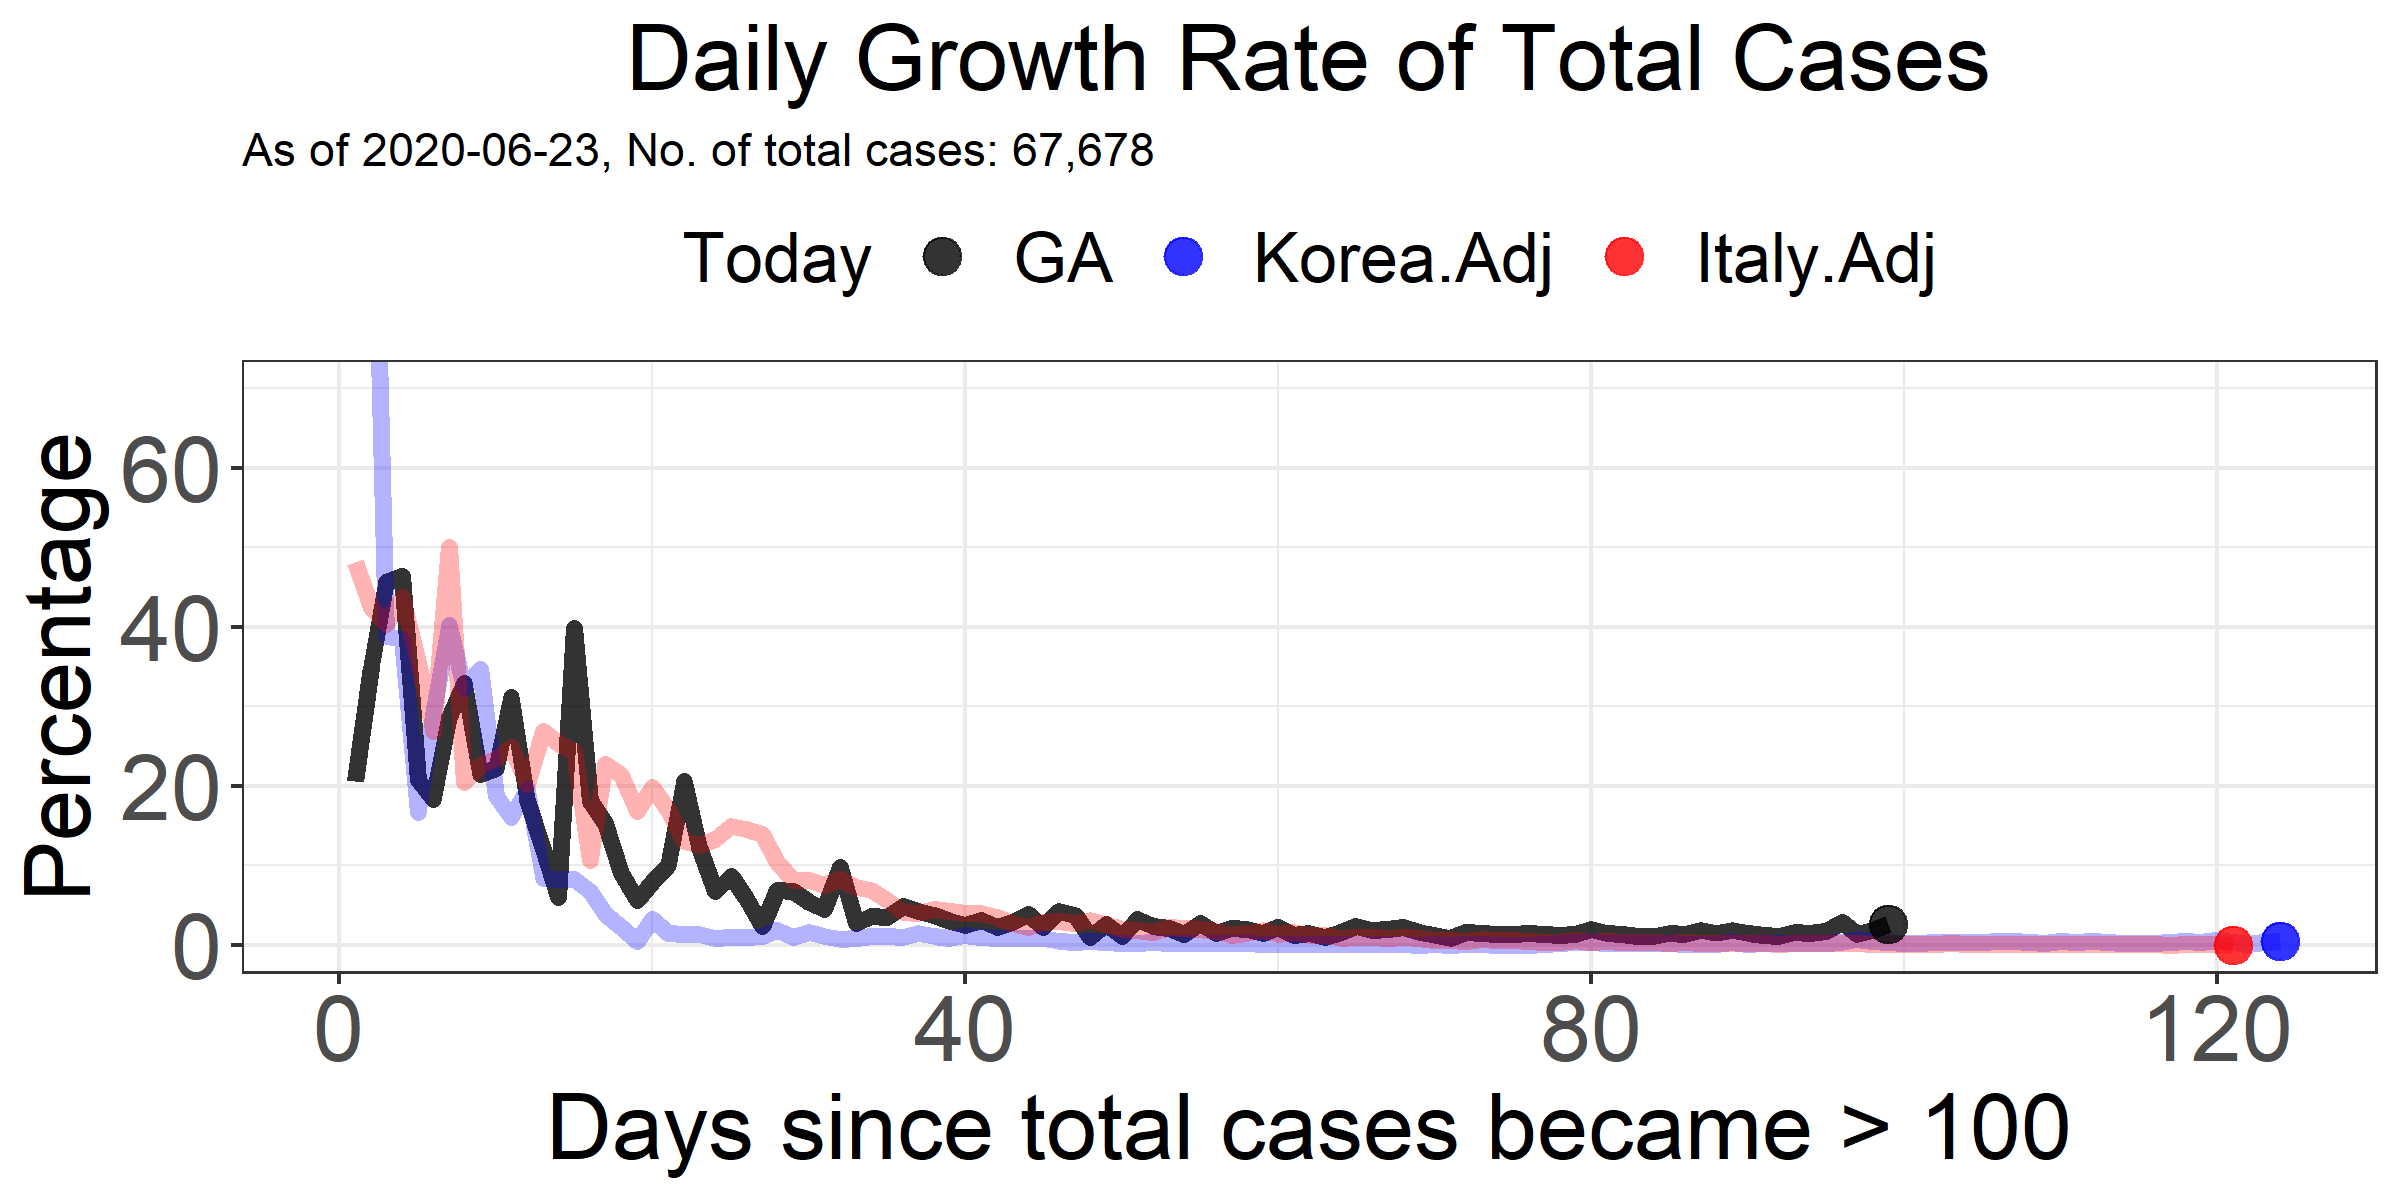 Daily Growth Rate of Total Cases
As of 2020-06-23, No. of total cases: 67,678
Today GA Korea.Adj Italy.Adj
Percentage
60
40
20
0
0 40 80 120
Days since total cases became > 100